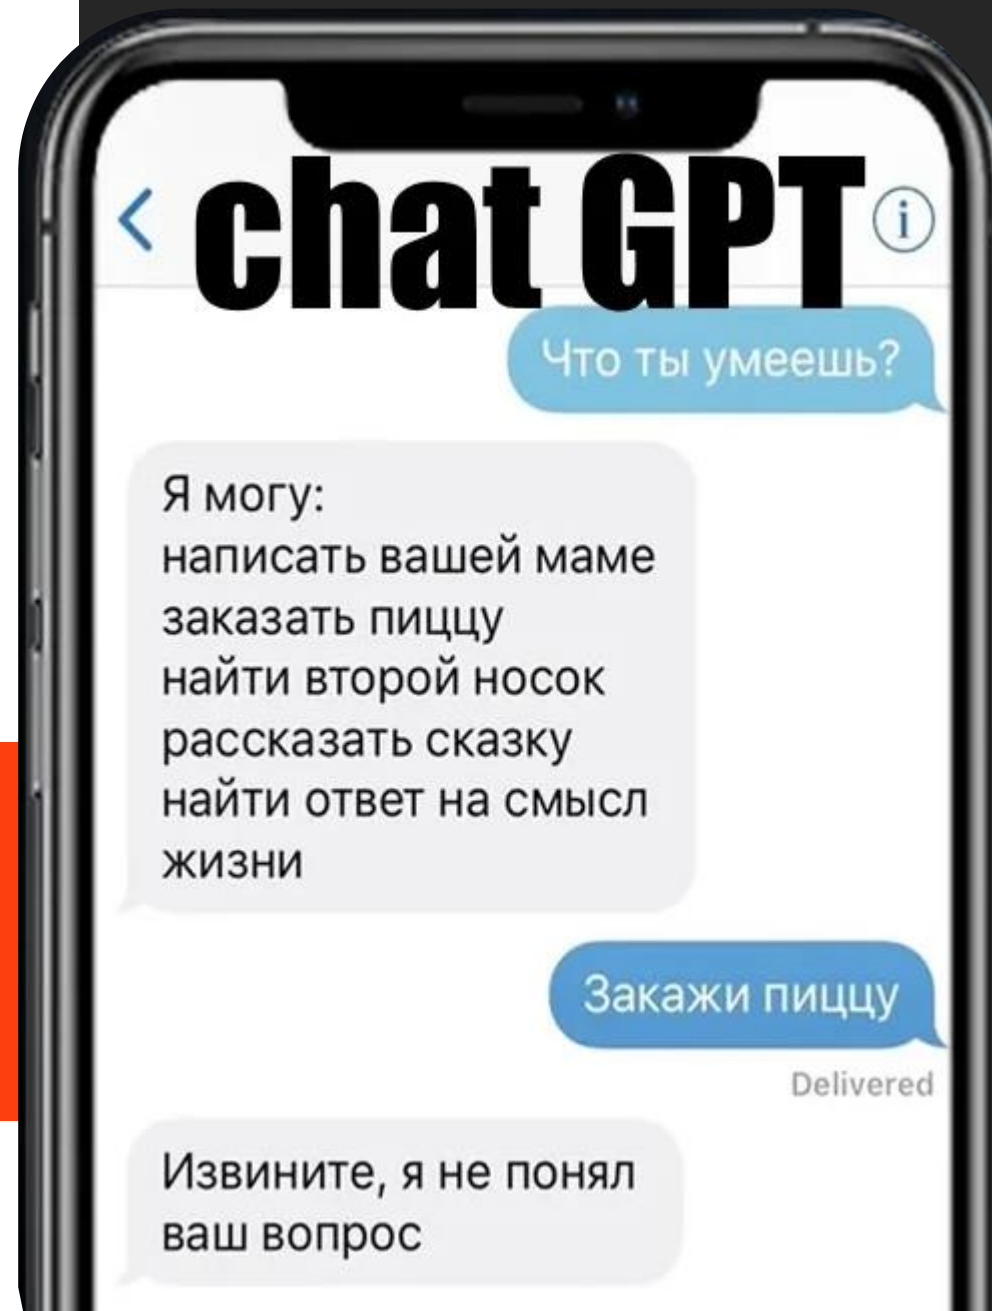 chat GPT
Что ты умеешь?
Я могу:
написать вашей маме
заказать пиццу
найти второй носок
рассказать сказку
найти ответ на смысл
жизни
Закажи пиццу
Delivered
Извините, я не понял
ваш вопрос